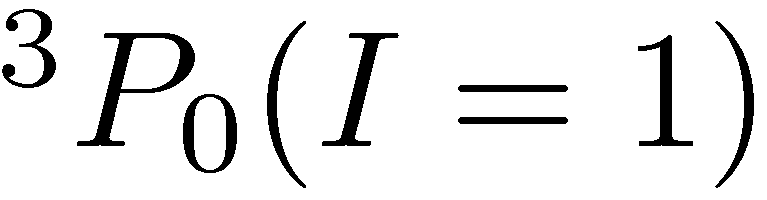 ³P₀(I = 1)